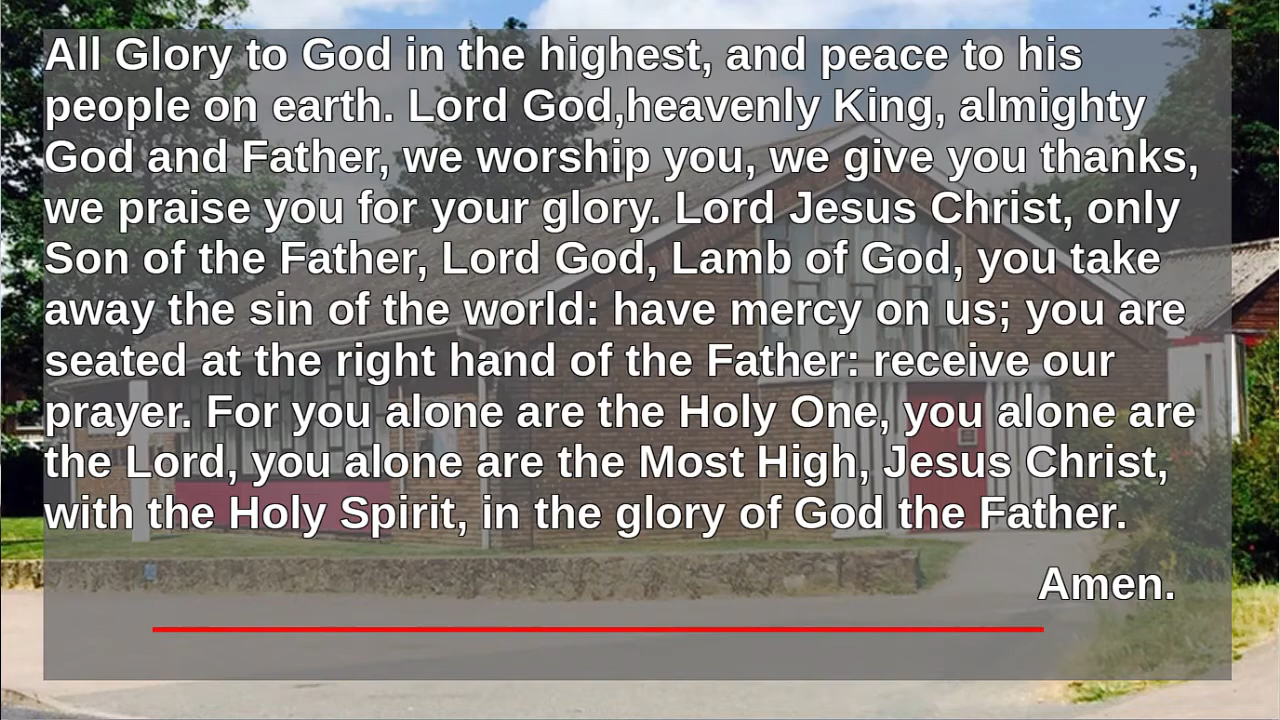 All Glory to God in the highest, and peace to his
people on earth. Lord God,heavenly King, almighty
God and Father, we worship you, we give you thanks,
we praise you for your glory. Lord Jesus Christ, only
Son of the Father, Lord God, Lamb of God, you take
away the sin of the world: have mercy on us; you are
seated at the right hand of the Father: receive our
prayer. For you alone are the Holy One, you alone are
the Lord, you alone are the Most High, Jesus Christ,
with the Holy Spirit, in the glory of God the Father.
Amen.